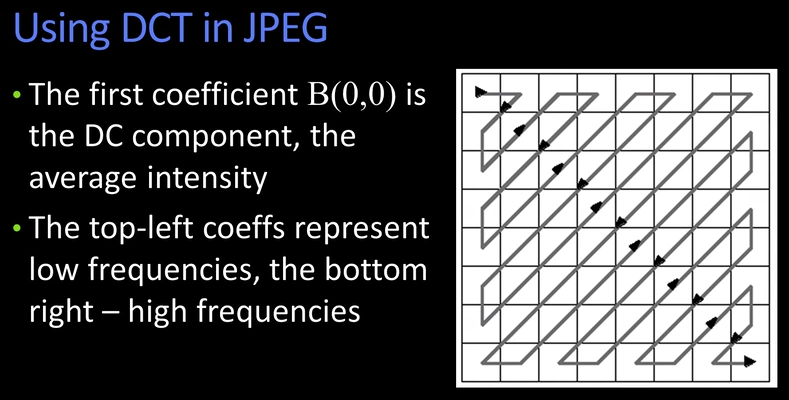 Using DCT in JPEG
• The first coefficient B(0,0) is
the DC component, the
average intensity
• The top-left coeffs represent
low frequencies, the bottom
right – high frequencies